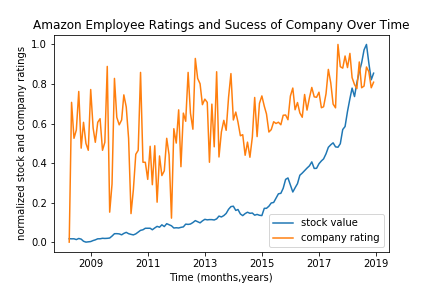 Amazon Employee Ratings and Sucess of Company Over Time
normalized stock and company ratings
1.0
0.8
0.6
0.4
0.2
0.0
2009
2011
2013
2015
2017
2019
Time (months,years)
stock value
company rating